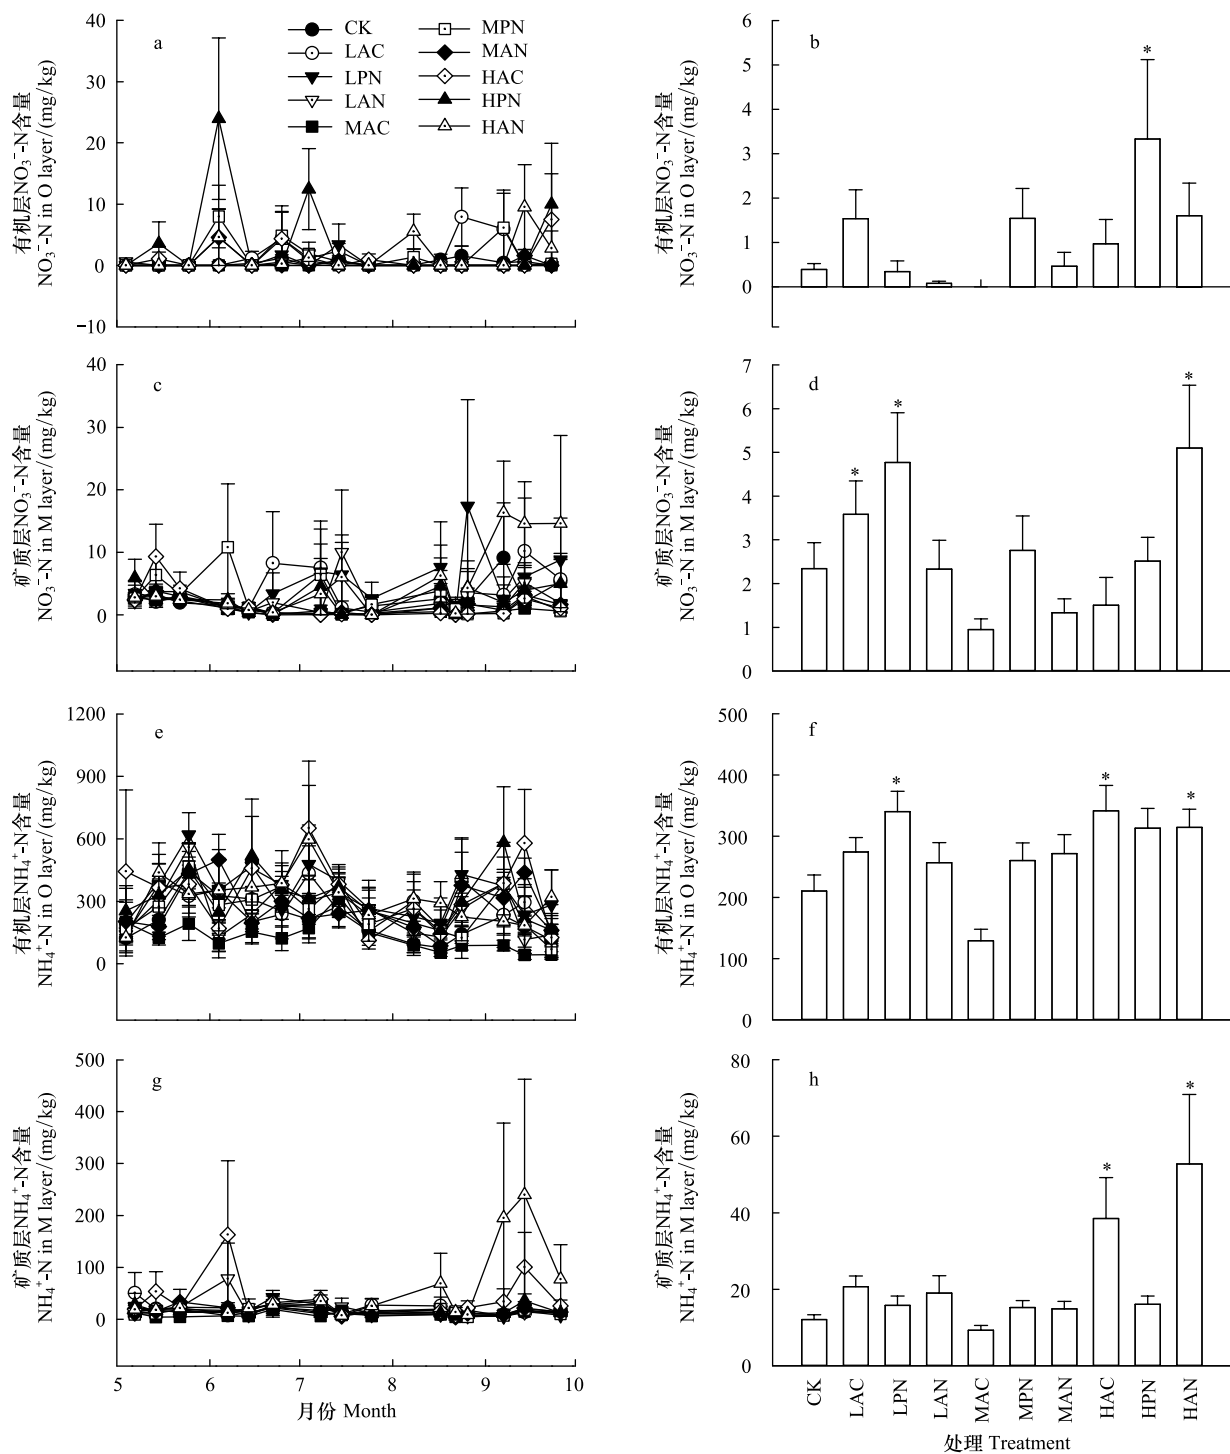 a
CK
LAC
LPN
LAN
MAC
MPN
MAN
HAC
HPN
HAN
40
30
20
10
0
−10
有机层NO₃⁻-N含量
NO₃⁻-N in O layer/(mg/kg)
b
*
6
5
4
3
2
1
0
有机层NO₃⁻-N含量
NO₃⁻-N in O layer/(mg/kg)
c
40
30
20
10
0
矿质层NO₃⁻-N含量
NO₃⁻-N in M layer/(mg/kg)
d
* * *
7
6
5
4
3
2
1
0
矿质层NO₃⁻-N含量
NO₃⁻-N in M layer/(mg/kg)
e
1200
900
600
300
0
有机层NH₄⁺-N含量
NH₄⁺-N in O layer/(mg/kg)
f
* * *
500
400
300
200
100
0
有机层NH₄⁺-N含量
NH₄⁺-N in O layer/(mg/kg)
g
500
400
300
200
100
0
矿质层NH₄⁺-N含量
NH₄⁺-N in M layer/(mg/kg)
5 6 7 8 9 10
月份 Month
h
* *
80
60
40
20
0
矿质层NH₄⁺-N含量
NH₄⁺-N in M layer/(mg/kg)
CK
LAC
LPN
LAN
MAC
MPN
MAN
HAC
HPN
HAN
处理 Treatment